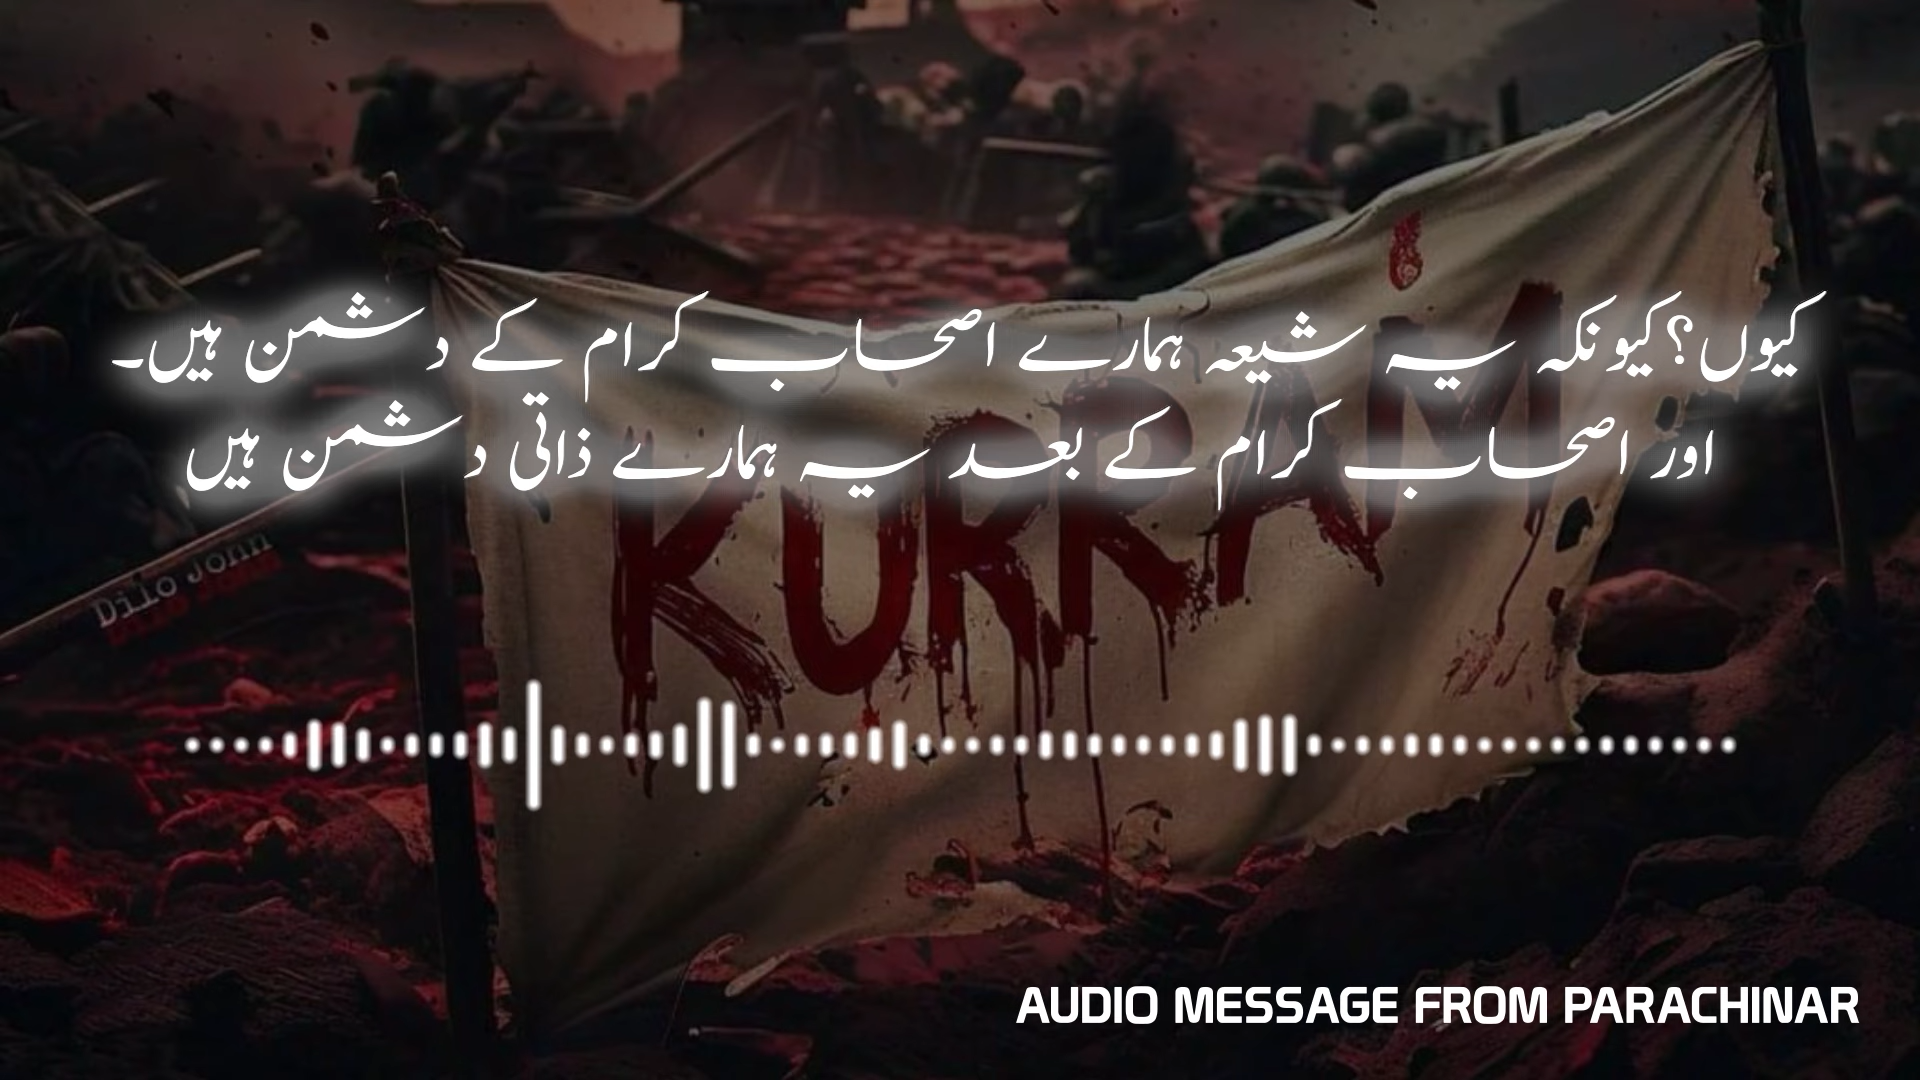 کیوں؟ کیونکہ یہ شیعہ ہمارے اصحاب کرام کے دشمن ہیں۔
اور اصحاب کرام کے بعد یہ ہمارے ذاتی دشمن ہیں
KURRAM
Dilo Jonn
AUDIO MESSAGE FROM PARACHINAR